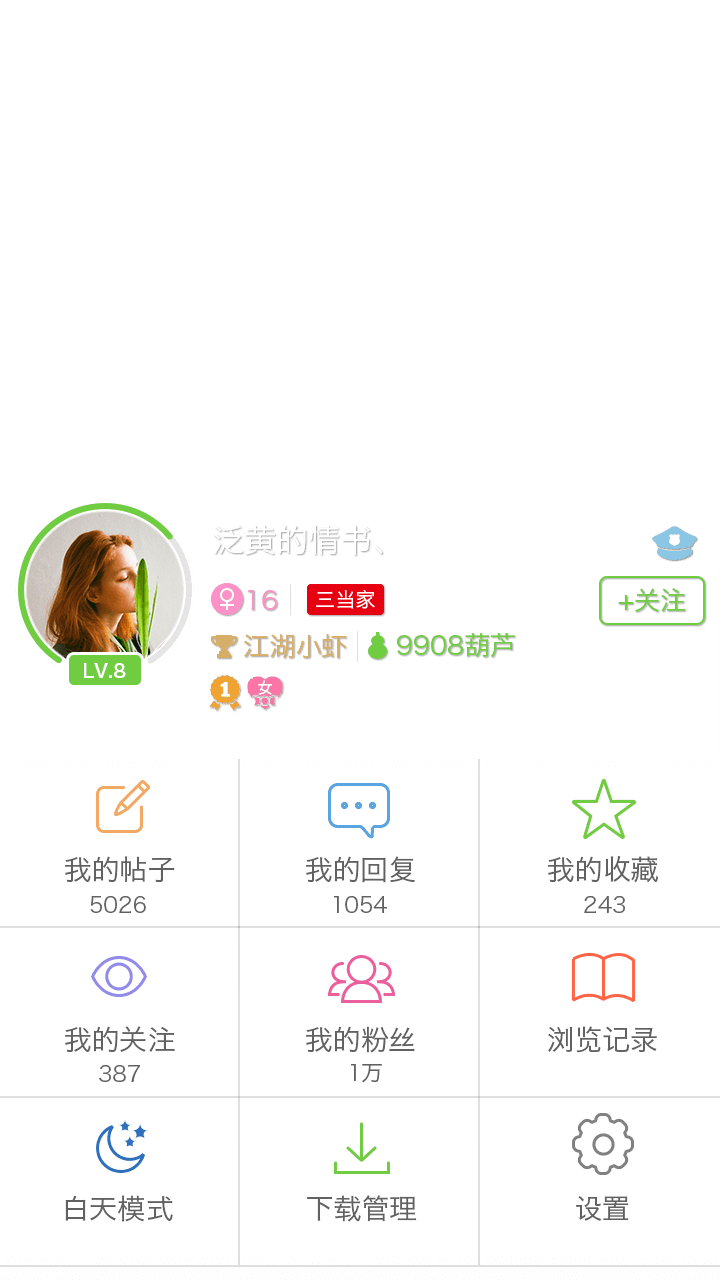 泛黄的情书、
16 三当家
+关注
江湖小虾 9908葫芦
1 女
LV.8
我的帖子 我的回复 我的收藏
5026 1054 243
我的关注 我的粉丝 浏览记录
387 1万
白天模式 下载管理 设置